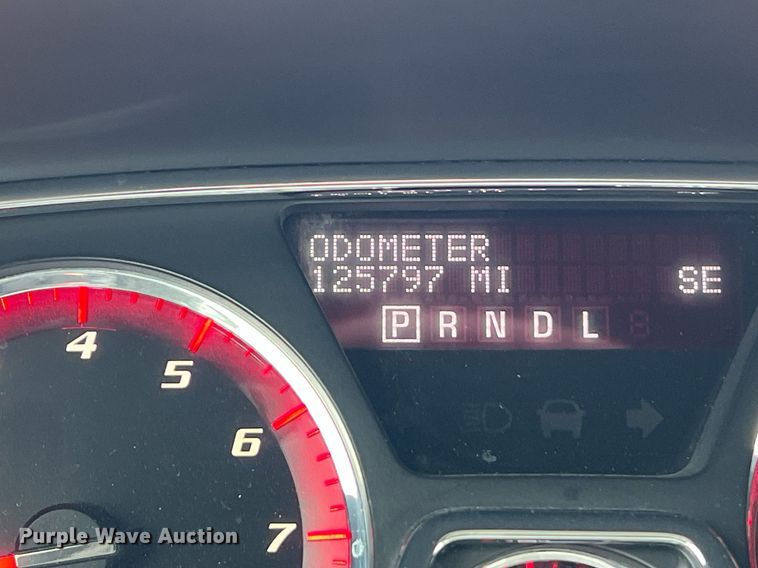 ODOMETER
125797 MI SE
P R N D L
4
5
6
7
Purple Wave Auction